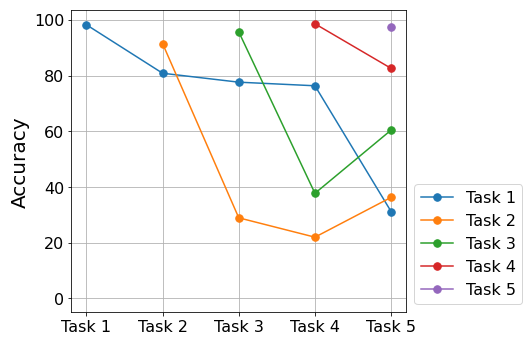 100
80
60
40
20
0
Accuracy
Task 1 Task 2 Task 3 Task 4 Task 5
Task 1
Task 2
Task 3
Task 4
Task 5